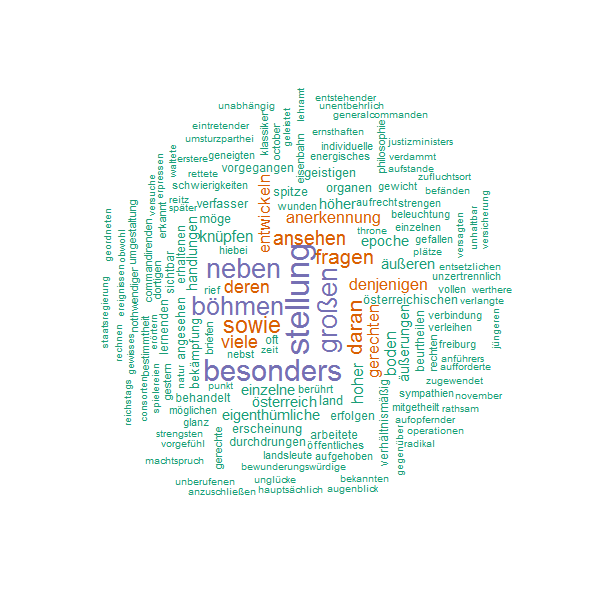 entstehender
unabhängig
unentbehrlich
generalcommanden
lehramt
klassiker
geleistet
eintretender
october
ernsthaften
umsturzparthei
individuelle
justizministers
eisenbahn
philosophie
waltete
erstere
geneigten
energisches
verdammt
vorgegangen
geistigen
aufstande
rettete
zufluchtsort
erpressen
schwierigkeiten
spitze
organen
gewicht
befänden
versuche
reitz
verfasser
wunden
höher
aufrecht
strengen
später
erkannt
entwickeln
anerkennung
beleuchtung
möge
throne
einzelnen
versagten
versicherung
geordneten
umgestaltung
commandirenden
knüpfen
ansehen
epoche
gefallen
plätze
unhaltbar
obwohl
handlungen
hiebei
fragen
erhaltenen
sichtbar
dortigen
neben
äußeren
entsetzlichen
unzertrennlich
staatsregierung
ereignissen
nothwendiger
rief
deren
stellung
großen
denjenigen
vollen
werthere
österreichischen
verlangte
böhmen
rechnen
bestimmtheit
lernenden
angesehen
sowie
daran
gerechten
boden
äußerungen
verbindung
verleihen
jüngeren
gewisses
viele
oft
briefen
nebst
zeit
beurtheilen
rechten
freiburg
anführers
aufforderte
reichstags
consorten
spielereien
gestern
natur
bekämpfung
besonders
zugewendet
punkt
einzelne
berührt
hoher
verhältnismäßig
sympathien
november
behandelt
österreich
land
möglichen
mitgetheilt
rathsam
glanz
eigenthümliche
erfolgen
aufopfernder
strengsten
erscheinung
arbeitete
operationen
vorgefühl
gerechte
durchdrungen
öffentliches
gegenüber
radikal
landsleute
aufgehoben
machtspruch
bewunderungswürdige
unberufenen
unglücke
bekannten
anzuschließen
hauptsächlich
augenblick